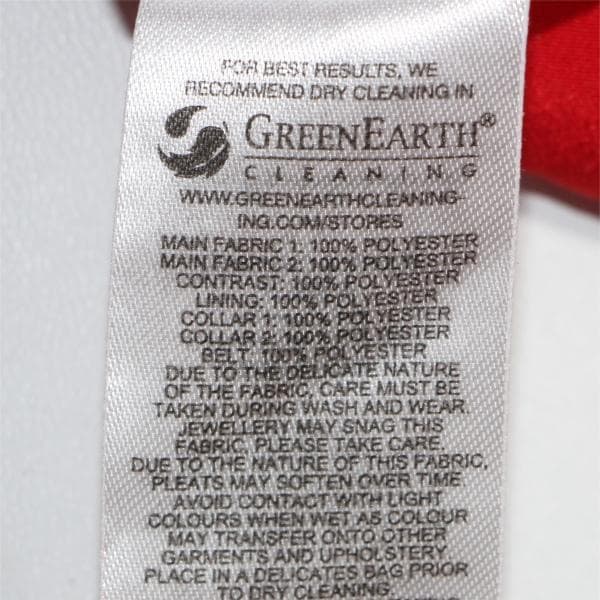 FOR BEST RESULTS, WE
RECOMMEND DRY CLEANING IN
GREENEARTH®
CLEANING
WWW.GREENEARTHCLEANING-
ING.COM/STORES
MAIN FABRIC 1: 100% POLYESTER
MAIN FABRIC 2: 100% POLYESTER
CONTRAST: 100% POLYESTER
LINING: 100% POLYESTER
COLLAR 1: 100% POLYESTER
COLLAR 2: 100% POLYESTER
BELT: 100% POLYESTER
DUE TO THE DELICATE NATURE
OF THE FABRIC, CARE MUST BE
TAKEN DURING WASH AND WEAR.
JEWELLERY MAY SNAG THIS
FABRIC, PLEASE TAKE CARE.
DUE TO THE NATURE OF THIS FABRIC,
PLEATS MAY SOFTEN OVER TIME
AVOID CONTACT WITH LIGHT
COLOURS WHEN WET AS COLOUR
MAY TRANSFER ONTO OTHER
GARMENTS AND UPHOLSTERY.
PLACE IN A DELICATES BAG PRIOR
TO DRY CLEANING.